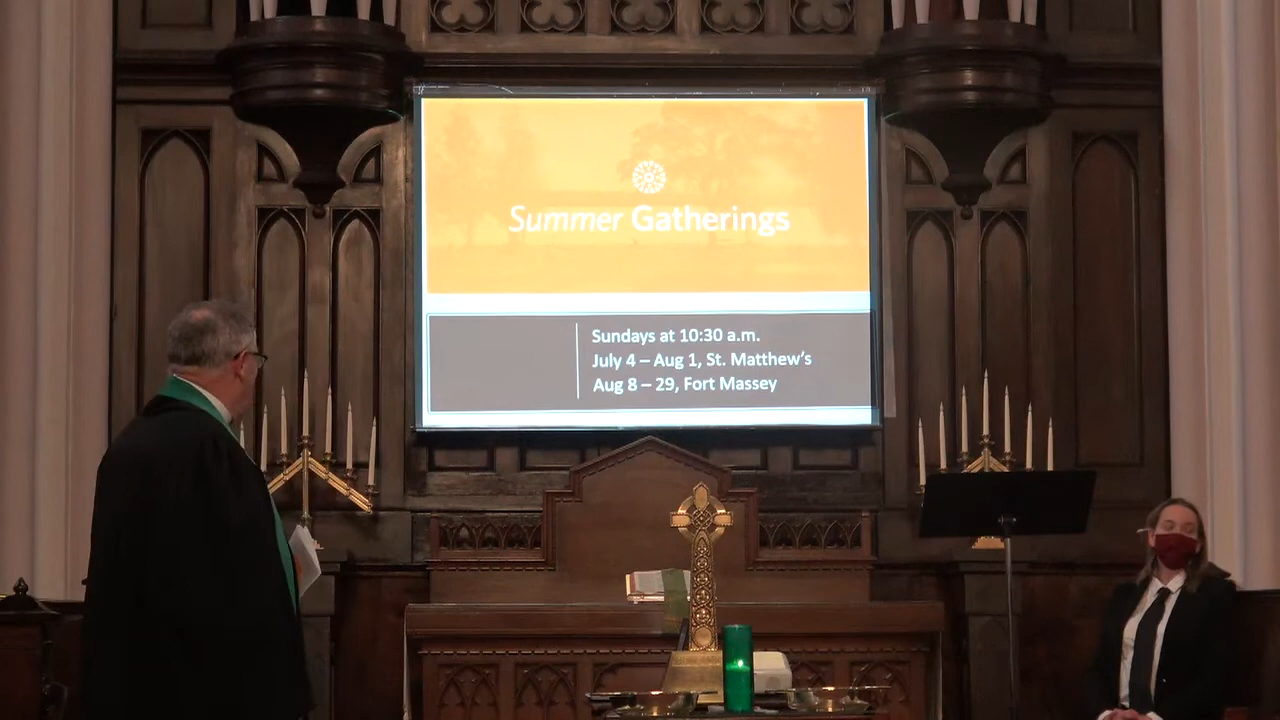 Summer Gatherings
Sundays at 10:30 a.m.
July 4 – Aug 1, St. Matthew's
Aug 8 – 29, Fort Massey